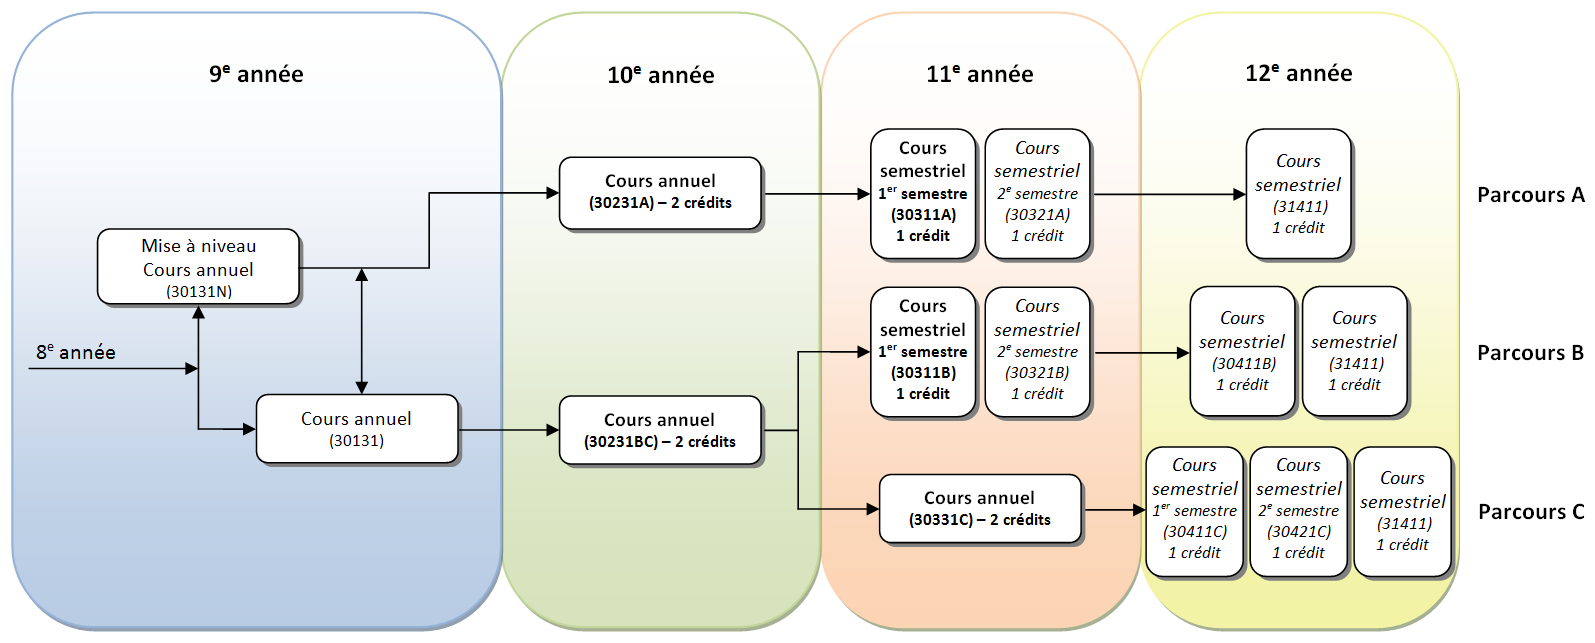 9e année
10e année
11e année
12e année
8e année
Mise à niveau
Cours annuel
(30131N)
Cours annuel
(30131)
Cours annuel
(30231A) – 2 crédits
Cours annuel
(30231BC) – 2 crédits
Cours
semestriel
1er semestre
(30311A)
1 crédit
Cours
semestriel
2e semestre
(30321A)
1 crédit
Cours
semestriel
(31411)
1 crédit
Parcours A
Cours
semestriel
1er semestre
(30311B)
1 crédit
Cours
semestriel
2e semestre
(30321B)
1 crédit
Cours
semestriel
(30411B)
1 crédit
Cours
semestriel
(31411)
1 crédit
Parcours B
Cours annuel
(30331C) – 2 crédits
Cours
semestriel
1er semestre
(30411C)
1 crédit
Cours
semestriel
2e semestre
(30421C)
1 crédit
Cours
semestriel
(31411)
1 crédit
Parcours C